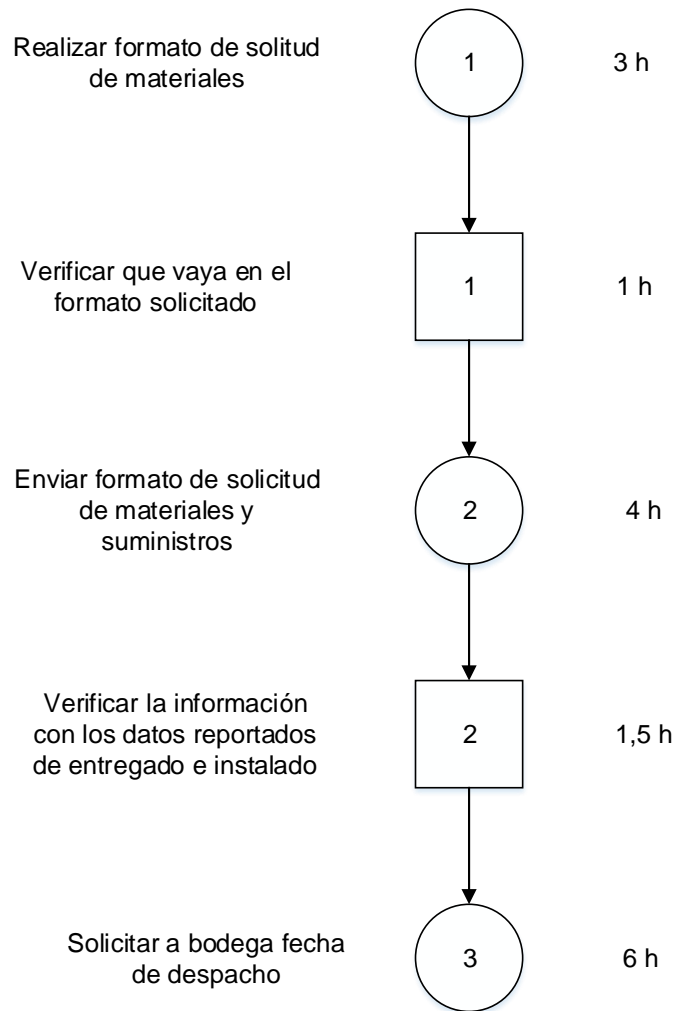 Realizar formato de solitud
de materiales
1
3 h
Verificar que vaya en el
formato solicitado
1
1 h
Enviar formato de solicitud
de materiales y
suministros
2
4 h
Verificar la información
con los datos reportados
de entregado e instalado
2
1,5 h
Solicitar a bodega fecha
de despacho
3
6 h